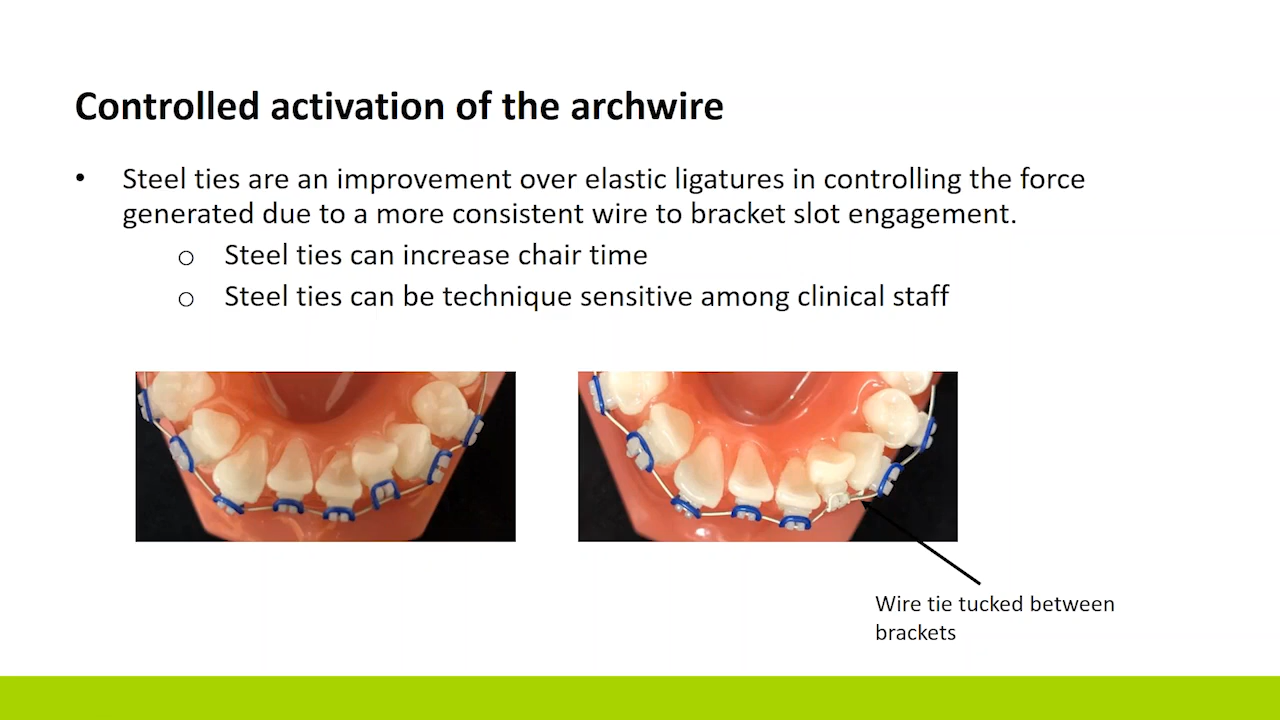 Controlled activation of the archwire
• Steel ties are an improvement over elastic ligatures in controlling the force
generated due to a more consistent wire to bracket slot engagement.
o Steel ties can increase chair time
o Steel ties can be technique sensitive among clinical staff
Wire tie tucked between
brackets